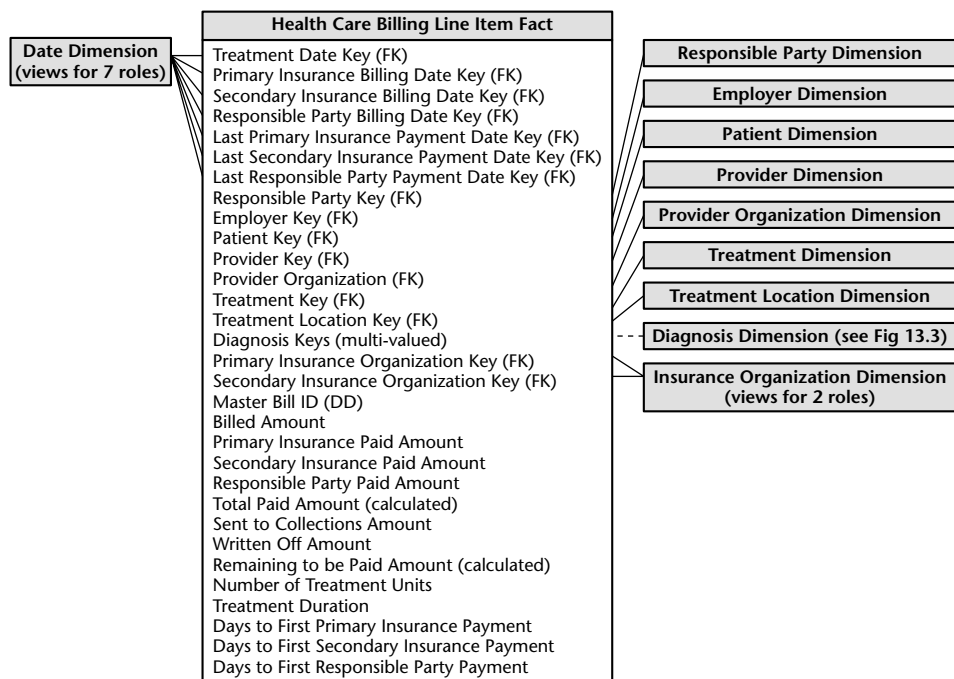 Health Care Billing Line Item Fact
Date Dimension
(views for 7 roles)
Treatment Date Key (FK)
Primary Insurance Billing Date Key (FK)
Secondary Insurance Billing Date Key (FK)
Responsible Party Billing Date Key (FK)
Last Primary Insurance Payment Date Key (FK)
Last Secondary Insurance Payment Date Key (FK)
Last Responsible Party Payment Date Key (FK)
Responsible Party Key (FK)
Employer Key (FK)
Patient Key (FK)
Provider Key (FK)
Provider Organization (FK)
Treatment Key (FK)
Treatment Location Key (FK)
Diagnosis Keys (multi-valued)
Primary Insurance Organization Key (FK)
Secondary Insurance Organization Key (FK)
Master Bill ID (DD)
Billed Amount
Primary Insurance Paid Amount
Secondary Insurance Paid Amount
Responsible Party Paid Amount
Total Paid Amount (calculated)
Sent to Collections Amount
Written Off Amount
Remaining to be Paid Amount (calculated)
Number of Treatment Units
Treatment Duration
Days to First Primary Insurance Payment
Days to First Secondary Insurance Payment
Days to First Responsible Party Payment
Responsible Party Dimension
Employer Dimension
Patient Dimension
Provider Dimension
Provider Organization Dimension
Treatment Dimension
Treatment Location Dimension
Diagnosis Dimension (see Fig 13.3)
Insurance Organization Dimension
(views for 2 roles)